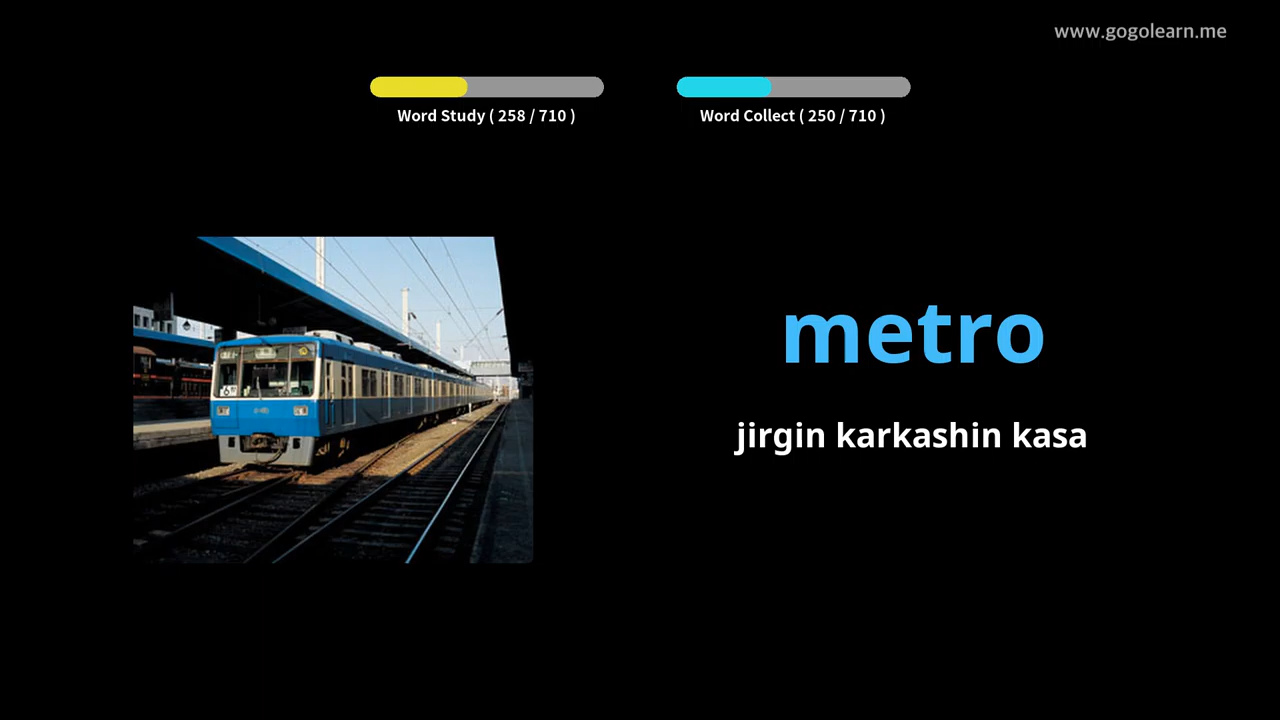 www.gogolearn.me
Word Study ( 258 / 710 )
Word Collect ( 250 / 710 )
metro
jirgin karkashin kasa